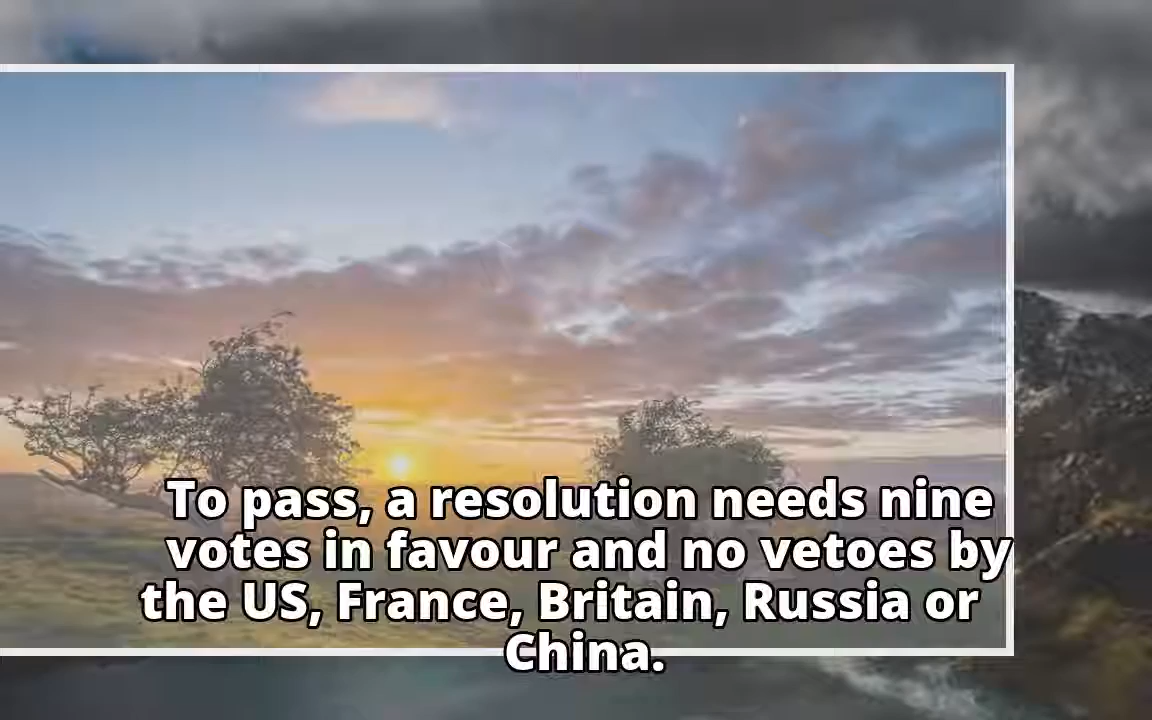 To pass, a resolution needs nine
votes in favour and no vetoes by
the US, France, Britain, Russia or
China.